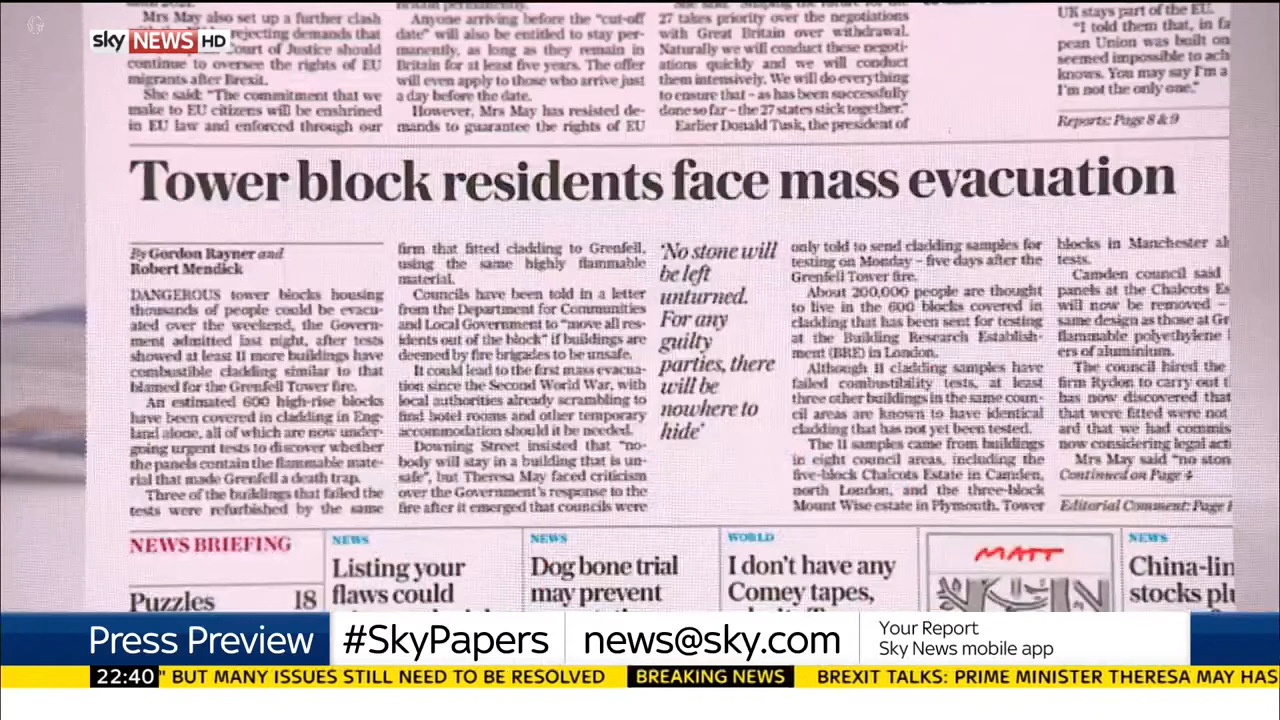 sky NEWS HD
Mrs May also set up a further clash
rejecting demands that
Court of Justice should
continue to oversee the rights of EU
migrants after Brexit.
She said: "The commitment that we
make to EU citizens will be enshrined
in EU law and enforced through our
Anyone arriving before the "cut-off
date" will also be entitled to stay per-
manently, as long as they remain in
Britain for at least five years. The offer
will even apply to those who arrive just
a day before the date.
However, Mrs May has resisted de-
mands to guarantee the rights of EU
27 takes priority over the negotiations
with Great Britain over withdrawal.
Naturally we will conduct these negoti-
ations quickly and we will conduct
them intensively. We will do everything
to ensure that – as has been successfully
done so far – the 27 states stick together."
Earlier Donald Tusk, the president of
UK stays part of the EU.
"I told them that, in fa
pean Union was built on
seemed impossible to ach
knows. You may say I'm a
I'm not the only one."
Reports: Page 8 & 9
Tower block residents face mass evacuation
By Gordon Rayner and
Robert Mendick
DANGEROUS tower blocks housing
thousands of people could be evacu-
ated over the weekend, the Govern-
ment admitted last night, after tests
showed at least 11 more buildings have
combustible cladding similar to that
blamed for the Grenfell Tower fire.
An estimated 600 high-rise blocks
have been covered in cladding in Eng-
land alone, all of which are now under-
going urgent tests to discover whether
the panels contain the flammable mate-
rial that made Grenfell a death trap.
Three of the buildings that failed the
tests were refurbished by the same
firm that fitted cladding to Grenfell,
using the same highly flammable
material.
Councils have been told in a letter
from the Department for Communities
and Local Government to "move all res-
idents out of the block" if buildings are
deemed by fire brigades to be unsafe.
It could lead to the first mass evacua-
tion since the Second World War, with
local authorities already scrambling to
find hotel rooms and other temporary
accommodation should it be needed.
Downing Street insisted that "no-
body will stay in a building that is un-
safe", but Theresa May faced criticism
over the Government's response to the
fire after it emerged that councils were
'No stone will
be left
unturned.
For any
guilty
parties, there
will be
nowhere to
hide'
only told to send cladding samples for
testing on Monday – five days after the
Grenfell Tower fire.
About 200,000 people are thought
to live in the 600 blocks covered in
cladding that has been sent for testing
at the Building Research Establish-
ment (BRE) in London.
Although 11 cladding samples have
failed combustibility tests, at least
three other buildings in the same coun-
cil areas are known to have identical
cladding that has not yet been tested.
The 11 samples came from buildings
in eight council areas, including the
five-block Chalcots Estate in Camden,
north London, and the three-block
Mount Wise estate in Plymouth. Tower
blocks in Manchester al
tests.
Camden council said
panels at the Chalcots Es
will now be removed –
same design as those at Gr
flammable polyethylene
ers of aluminium.
The council hired the
firm Rydon to carry out t
has now discovered that
that were fitted were not
ard that we had commis
now considering legal acti
Mrs May said "no ston
Continued on Page 4
Editorial Comment: Page
NEWS BRIEFING
Puzzles 18
NEWS
Listing your
flaws could
NEWS
Dog bone trial
may prevent
WORLD
I don't have any
Comey tapes,
MATT
NEWS
China-lin
stocks plu
Press Preview
#SkyPapers
news@sky.com
Your Report
Sky News mobile app
22:40 " BUT MANY ISSUES STILL NEED TO BE RESOLVED BREAKING NEWS BREXIT TALKS: PRIME MINISTER THERESA MAY HAS